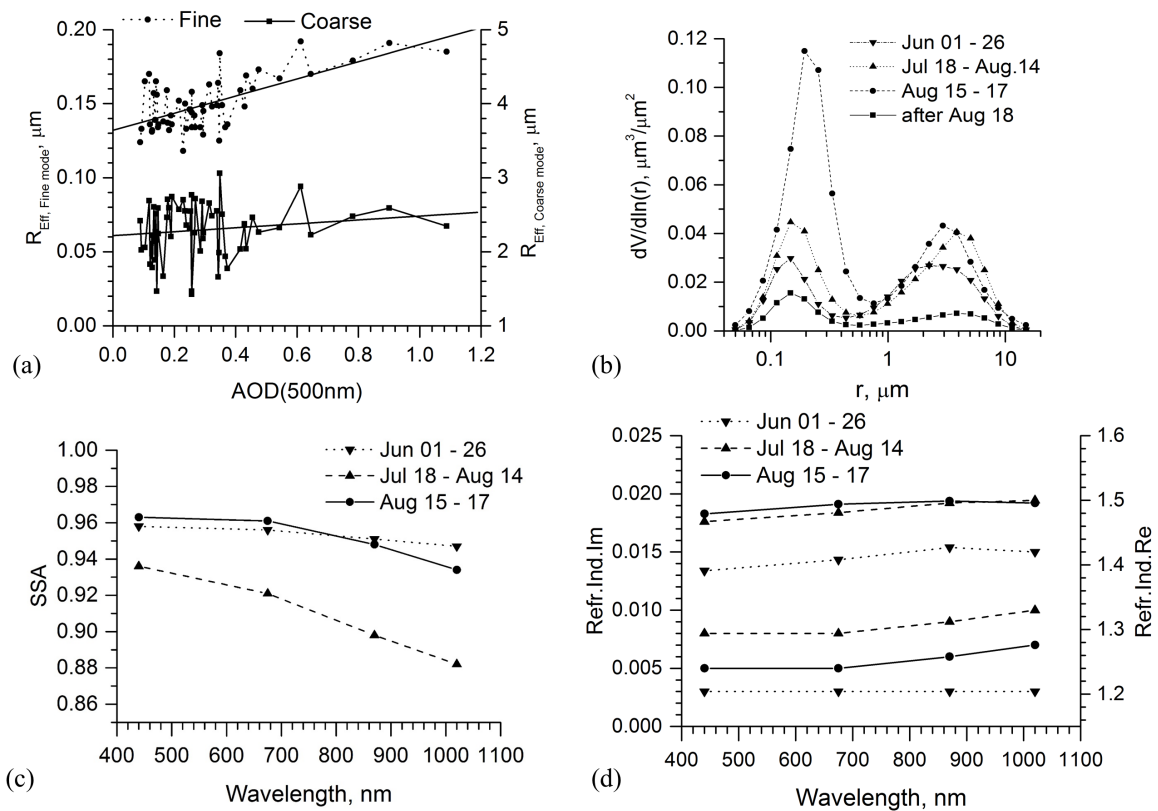 Fine Coarse
0.20
0.15
0.10
0.05
0.00
R_Eff, Fine mode, μm
5
4
3
2
1
R_Eff, Coarse mode, μm
0.0 0.2 0.4 0.6 0.8 1.0 1.2
AOD(500nm)
(a)
Jun 01 - 26
Jul 18 - Aug.14
Aug 15 - 17
after Aug 18
0.12
0.10
0.08
0.06
0.04
0.02
0.00
dV/dln(r), μm³/μm²
0.1 1 10
r, μm
(b)
Jun 01 - 26
Jul 18 - Aug 14
Aug 15 - 17
1.00
0.98
0.96
0.94
0.92
0.90
0.88
0.86
SSA
400 500 600 700 800 900 1000 1100
Wavelength, nm
(c)
Jun 01 - 26
Jul 18 - Aug 14
Aug 15 - 17
0.025
0.020
0.015
0.010
0.005
0.000
Refr.Ind.Im
1.6
1.5
1.4
1.3
1.2
Refr.Ind.Re
400 500 600 700 800 900 1000 1100
Wavelength, nm
(d)